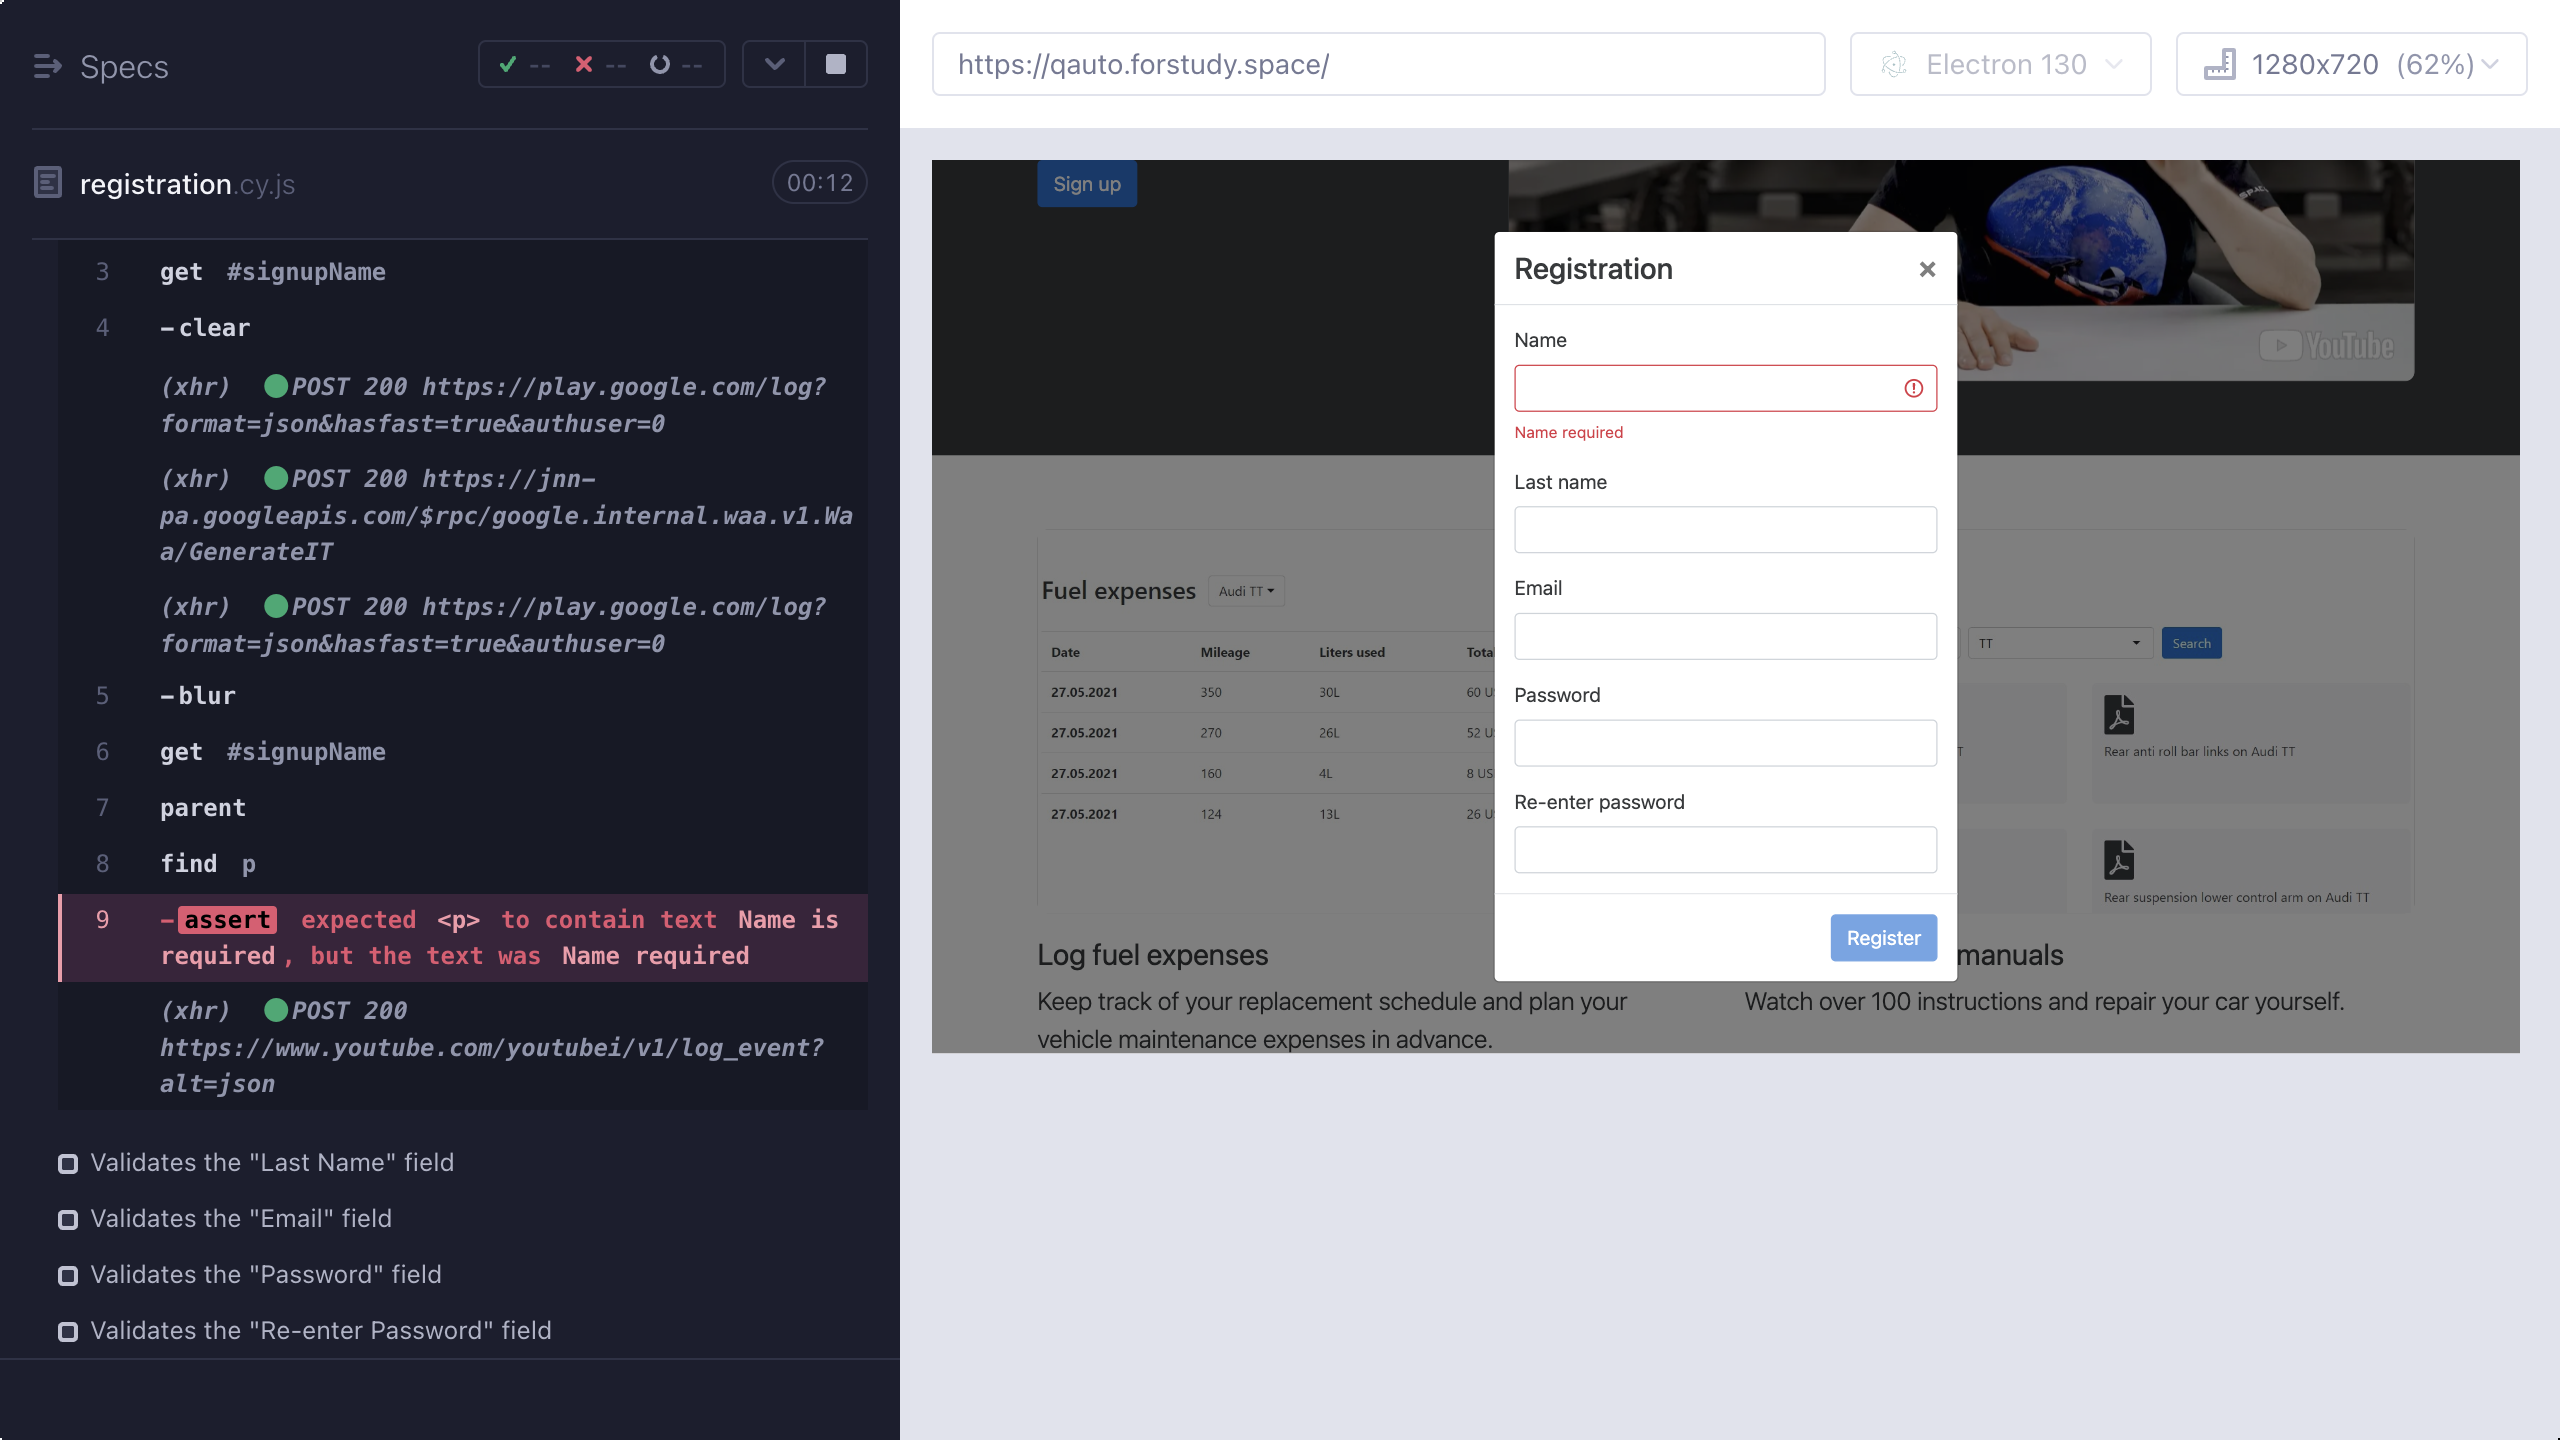 Specs
-- -- --
registration.cy.js
00:12
3 get #signupName
4 -clear
(xhr) POST 200 https://play.google.com/log?
format=json&hasfast=true&authuser=0
(xhr) POST 200 https://jnn-
pa.googleapis.com/$rpc/google.internal.waa.v1.Wa
a/GenerateIT
(xhr) POST 200 https://play.google.com/log?
format=json&hasfast=true&authuser=0
5 -blur
6 get #signupName
7 parent
8 find p
9 -assert expected <p> to contain text Name is
required, but the text was Name required
(xhr) POST 200
https://www.youtube.com/youtubei/v1/log_event?
alt=json
Validates the "Last Name" field
Validates the "Email" field
Validates the "Password" field
Validates the "Re-enter Password" field
https://qauto.forstudy.space/
Electron 130
1280x720 (62%)
Sign up
YouTube
Registration
×
Name
Name required
Last name
Email
Password
Re-enter password
Register
Fuel expenses Audi TT
Date Mileage Liters used Total
27.05.2021 350 30L 60 U
27.05.2021 270 26L 52 U
27.05.2021 160 4L 8 US
27.05.2021 124 13L 26 U
TT Search
T
Rear anti roll bar links on Audi TT
Rear suspension lower control arm on Audi TT
Log fuel expenses
Keep track of your replacement schedule and plan your
vehicle maintenance expenses in advance.
manuals
Watch over 100 instructions and repair your car yourself.